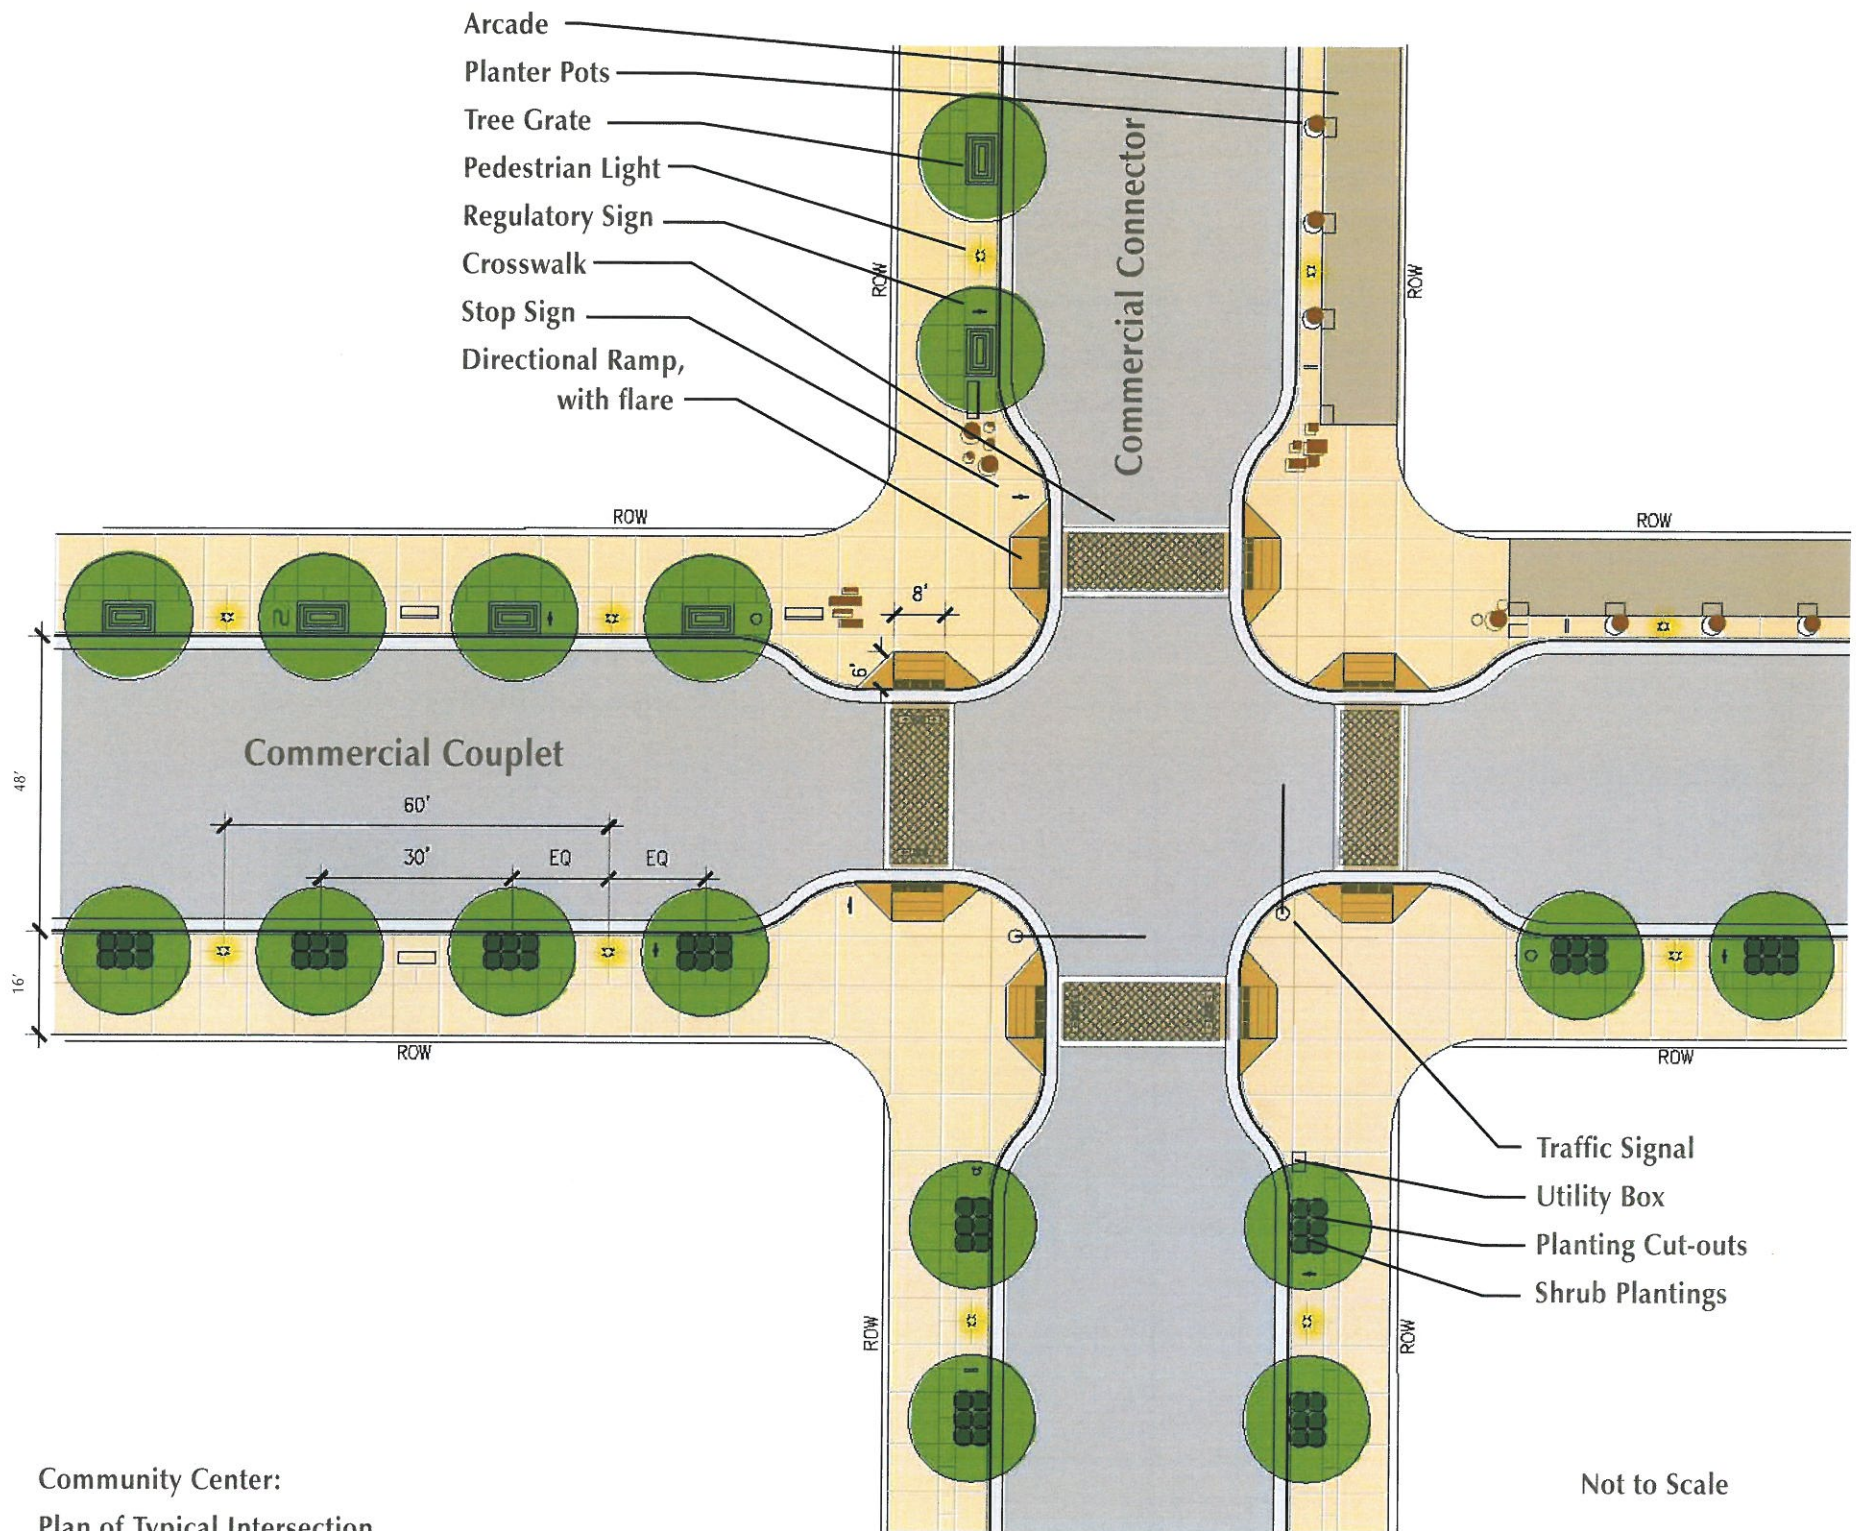 Arcade
Planter Pots
Tree Grate
Pedestrian Light
Regulatory Sign
Crosswalk
Stop Sign
Directional Ramp,
with flare
Commercial Connector
ROW
ROW
ROW
ROW
8'
6'
Commercial Couplet
48'
60'
30'
EQ
EQ
16'
ROW
ROW
Traffic Signal
Utility Box
Planting Cut-outs
Shrub Plantings
ROW
ROW
Community Center:
Plan of Typical Intersection
Not to Scale